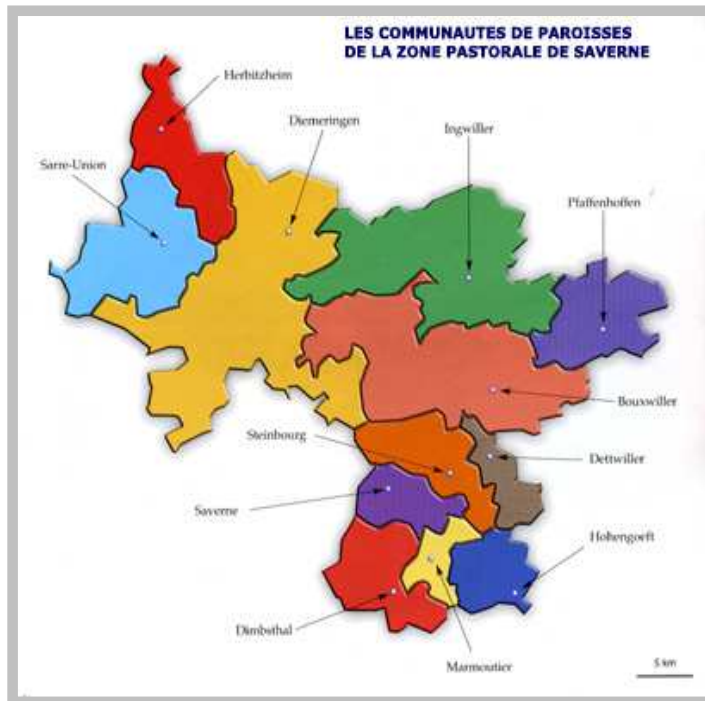 LES COMMUNAUTES DE PAROISSES
DE LA ZONE PASTORALE DE SAVERNE
Herbitzheim
Diemeringen
Ingwiller
Sarre-Union
Pfaffenhoffen
Bouxwiller
Steinbourg
Dettwiller
Saverne
Hohengoeft
Dimbsthal
Marmoutier
5 km